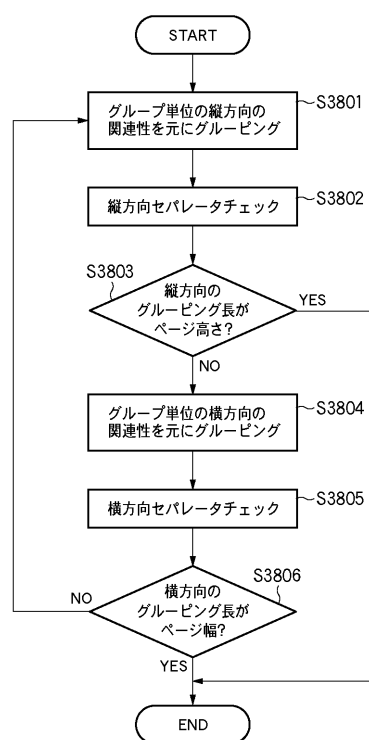 START
グループ単位の縦方向の
関連性を元にグルーピング
S3801
縦方向セパレータチェック
S3802
S3803
縦方向の
グルーピング長が
ページ高さ?
YES
NO
グループ単位の横方向の
関連性を元にグルーピング
S3804
横方向セパレータチェック
S3805
S3806
横方向の
グルーピング長が
ページ幅?
NO
YES
END